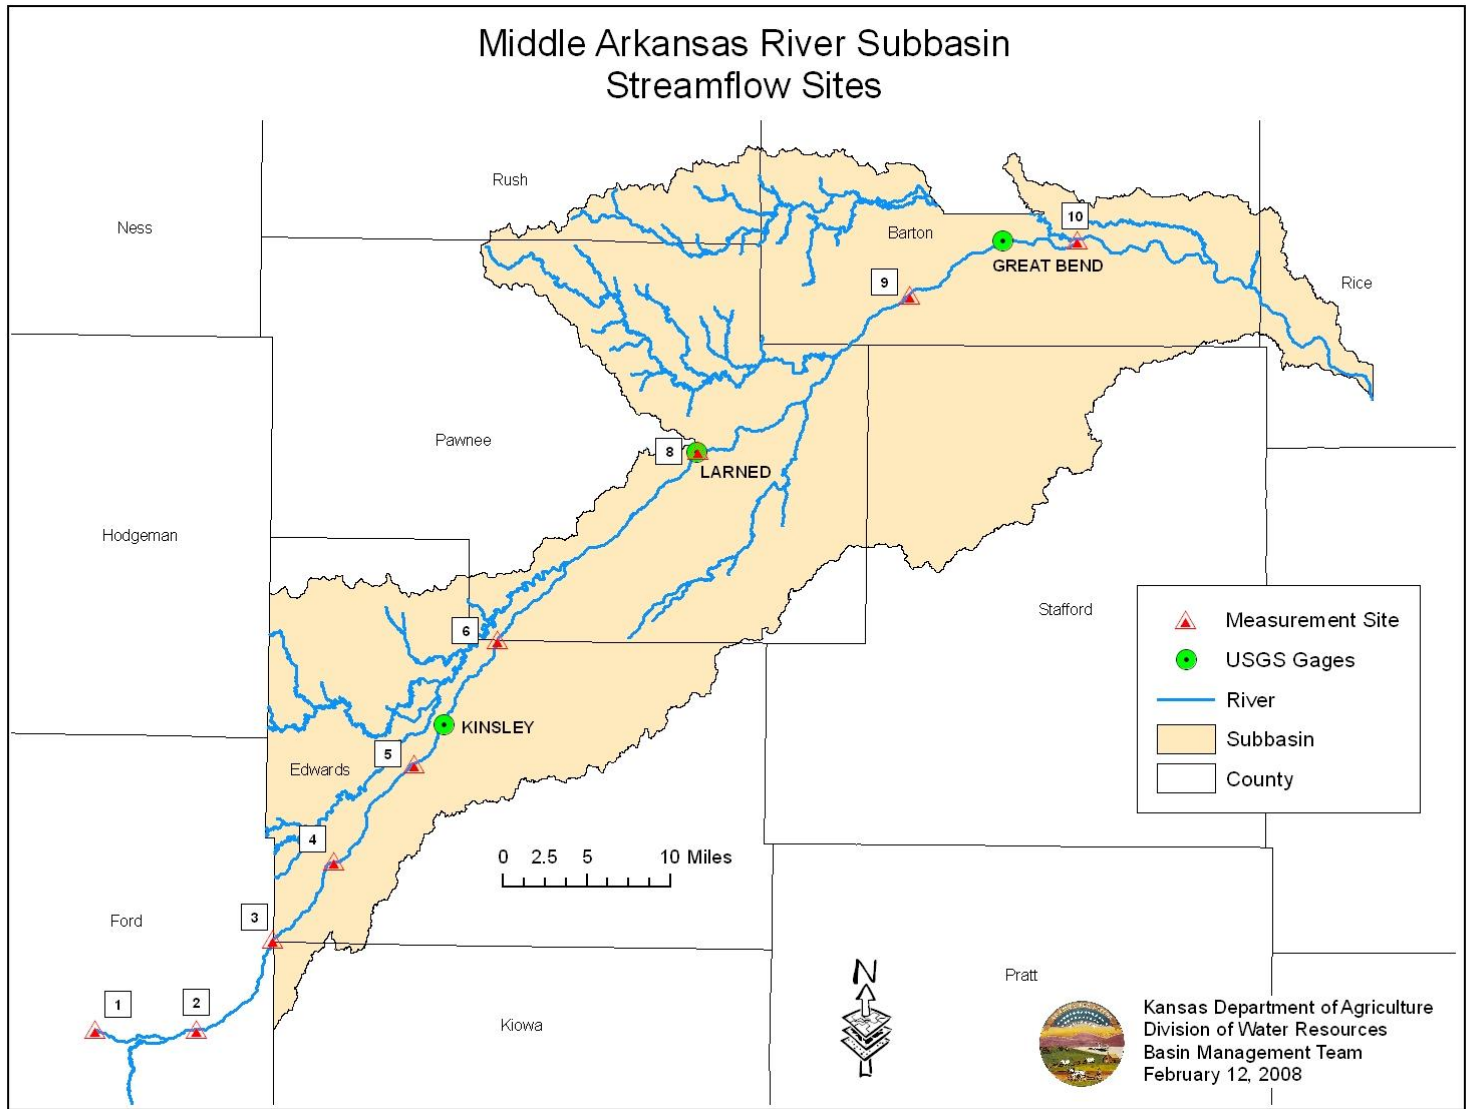 Middle Arkansas River Subbasin
Streamflow Sites
Rush
Ness
10
Barton
GREAT BEND
9
Rice
Pawnee
8
LARNED
Hodgeman
Stafford
6
KINSLEY
5
Edwards
4
0 2.5 5 10 Miles
3
Ford
1
2
Kiowa
Pratt
N
Measurement Site
USGS Gages
River
Subbasin
County
Kansas Department of Agriculture
Division of Water Resources
Basin Management Team
February 12, 2008